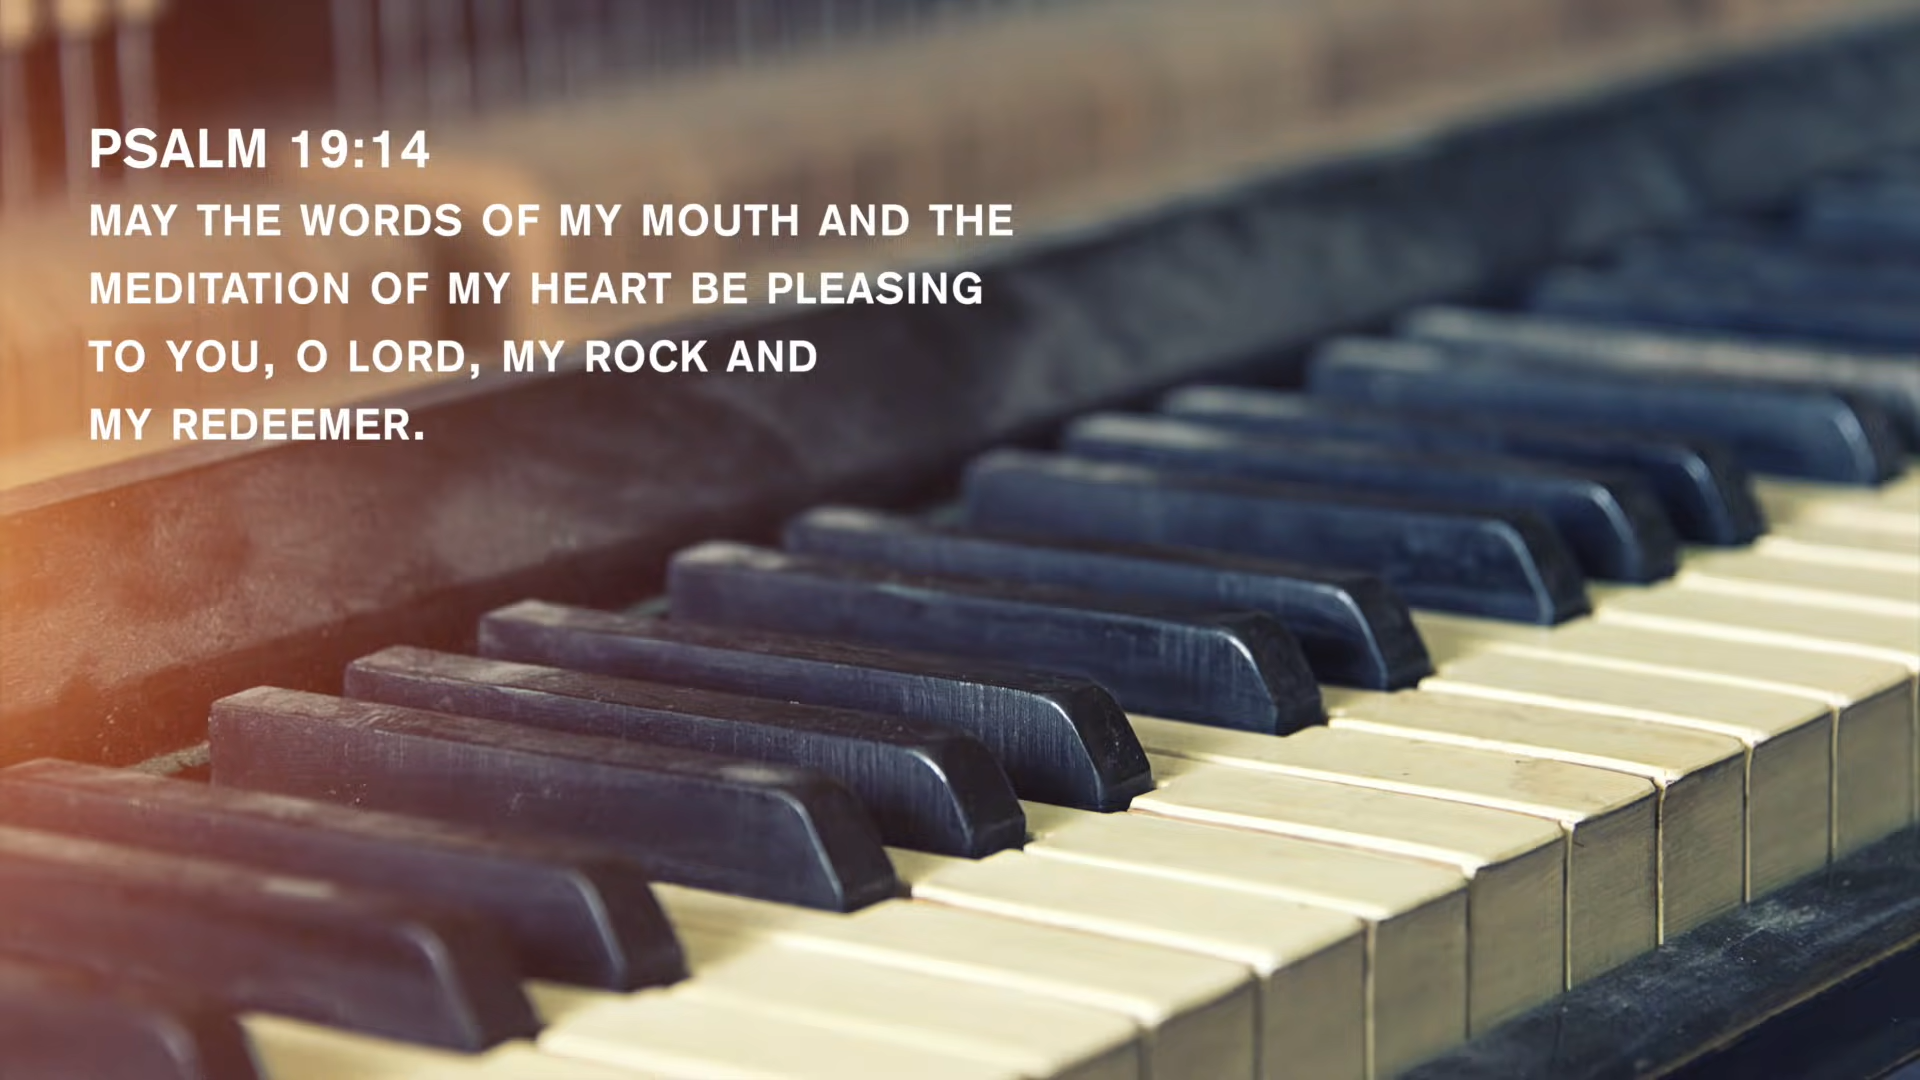 PSALM 19:14
MAY THE WORDS OF MY MOUTH AND THE
MEDITATION OF MY HEART BE PLEASING
TO YOU, O LORD, MY ROCK AND
MY REDEEMER.